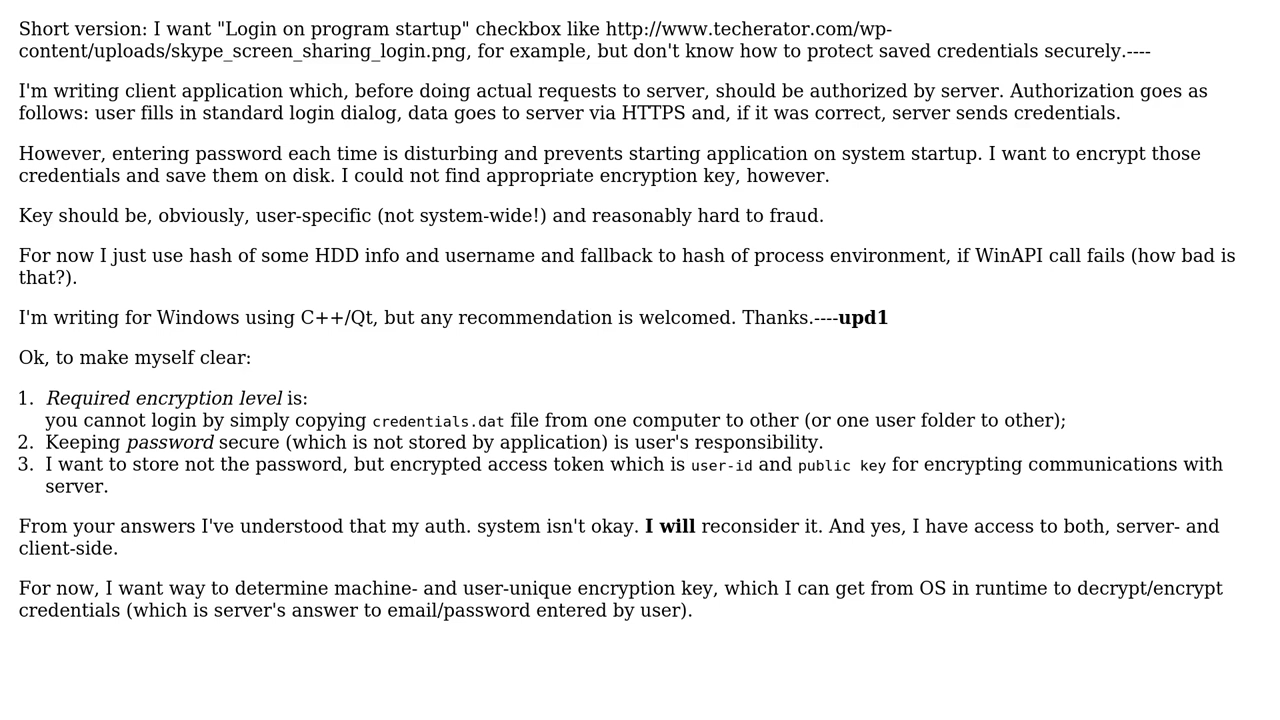 Short version: I want "Login on program startup" checkbox like http://www.techerator.com/wp-
content/uploads/skype_screen_sharing_login.png, for example, but don't know how to protect saved credentials securely.----
I'm writing client application which, before doing actual requests to server, should be authorized by server. Authorization goes as
follows: user fills in standard login dialog, data goes to server via HTTPS and, if it was correct, server sends credentials.
However, entering password each time is disturbing and prevents starting application on system startup. I want to encrypt those
credentials and save them on disk. I could not find appropriate encryption key, however.
Key should be, obviously, user-specific (not system-wide!) and reasonably hard to fraud.
For now I just use hash of some HDD info and username and fallback to hash of process environment, if WinAPI call fails (how bad is
that?).
I'm writing for Windows using C++/Qt, but any recommendation is welcomed. Thanks.----upd1
Ok, to make myself clear:
1. Required encryption level is:
you cannot login by simply copying credentials.dat file from one computer to other (or one user folder to other);
2. Keeping password secure (which is not stored by application) is user's responsibility.
3. I want to store not the password, but encrypted access token which is user-id and public key for encrypting communications with
server.
From your answers I've understood that my auth. system isn't okay. I will reconsider it. And yes, I have access to both, server- and
client-side.
For now, I want way to determine machine- and user-unique encryption key, which I can get from OS in runtime to decrypt/encrypt
credentials (which is server's answer to email/password entered by user).